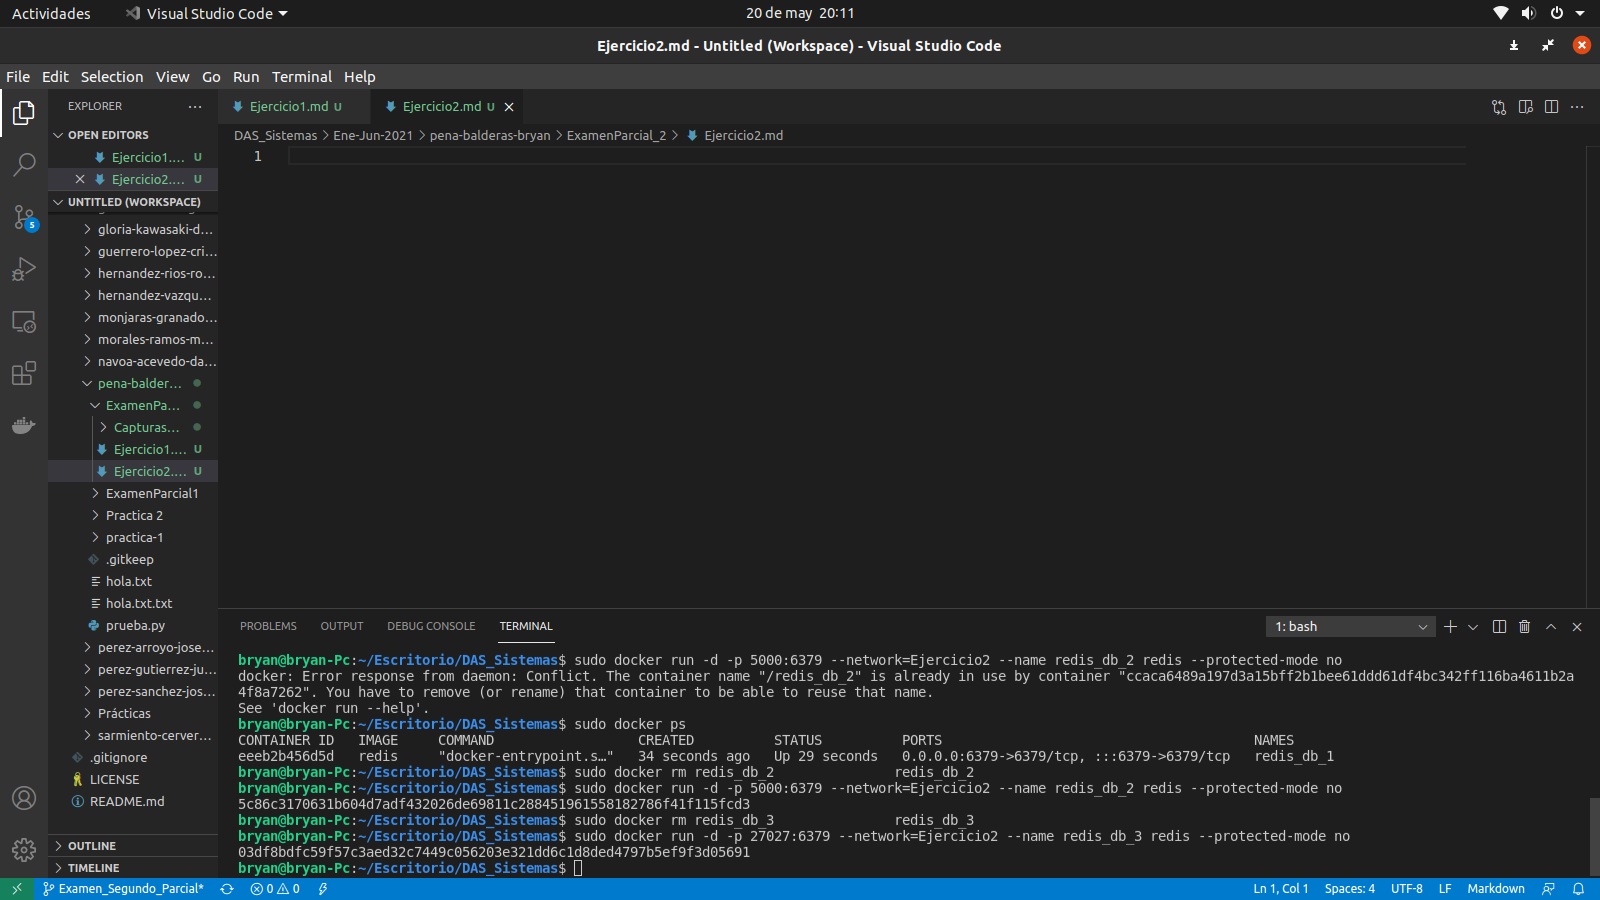 Actividades
Visual Studio Code
20 de may 20:11
Ejercicio2.md - Untitled (Workspace) - Visual Studio Code
File Edit Selection View Go Run Terminal Help
EXPLORER
Ejercicio1.md U
Ejercicio2.md U
OPEN EDITORS
Ejercicio1.... U
Ejercicio2.... U
UNTITLED (WORKSPACE)
gloria-kawasaki-d...
guerrero-lopez-cri...
hernandez-rios-ro...
hernandez-vazqu...
monjaras-granado...
morales-ramos-m...
navoa-acevedo-da...
pena-balder...
ExamenPa...
Capturas...
Ejercicio1.... U
Ejercicio2.... U
ExamenParcial1
Practica 2
practica-1
.gitkeep
hola.txt
hola.txt.txt
prueba.py
perez-arroyo-jose...
perez-gutierrez-ju...
perez-sanchez-jos...
Prácticas
sarmiento-cerver...
.gitignore
LICENSE
README.md
OUTLINE
TIMELINE
5
DAS_Sistemas > Ene-Jun-2021 > pena-balderas-bryan > ExamenParcial_2 > Ejercicio2.md
1
PROBLEMS OUTPUT DEBUG CONSOLE TERMINAL
1: bash
bryan@bryan-Pc:~/Escritorio/DAS_Sistemas$ sudo docker run -d -p 5000:6379 --network=Ejercicio2 --name redis_db_2 redis --protected-mode no
docker: Error response from daemon: Conflict. The container name "/redis_db_2" is already in use by container "ccaca6489a197d3a15bff2b1bee61ddd61df4bc342ff116ba4611b2a
4f8a7262". You have to remove (or rename) that container to be able to reuse that name.
See 'docker run --help'.
bryan@bryan-Pc:~/Escritorio/DAS_Sistemas$ sudo docker ps
CONTAINER ID IMAGE COMMAND CREATED STATUS PORTS NAMES
eeeb2b456d5d redis "docker-entrypoint.s…" 34 seconds ago Up 29 seconds 0.0.0.0:6379->6379/tcp, :::6379->6379/tcp redis_db_1
bryan@bryan-Pc:~/Escritorio/DAS_Sistemas$ sudo docker rm redis_db_2 redis_db_2
bryan@bryan-Pc:~/Escritorio/DAS_Sistemas$ sudo docker run -d -p 5000:6379 --network=Ejercicio2 --name redis_db_2 redis --protected-mode no
5c86c3170631b604d7adf432026de69811c288451961558182786f41f115fcd3
bryan@bryan-Pc:~/Escritorio/DAS_Sistemas$ sudo docker rm redis_db_3 redis_db_3
bryan@bryan-Pc:~/Escritorio/DAS_Sistemas$ sudo docker run -d -p 27027:6379 --network=Ejercicio2 --name redis_db_3 redis --protected-mode no
03df8bdfc59f57c3aed32c7449c056203e321dd6c1d8ded4797b5ef9f3d05691
bryan@bryan-Pc:~/Escritorio/DAS_Sistemas$
Examen_Segundo_Parcial* 0 0
Ln 1, Col 1 Spaces: 4 UTF-8 LF Markdown